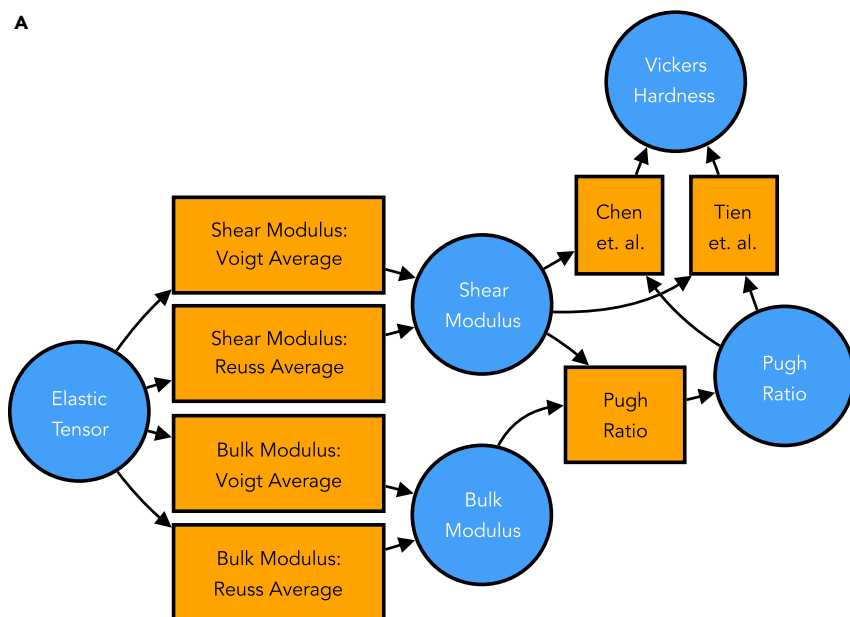 A
Vickers
Hardness
Chen
et. al.
Tien
et. al.
Shear Modulus:
Voigt Average
Shear
Modulus
Shear Modulus:
Reuss Average
Pugh
Ratio
Elastic
Tensor
Pugh
Ratio
Bulk Modulus:
Voigt Average
Bulk
Modulus
Bulk Modulus:
Reuss Average